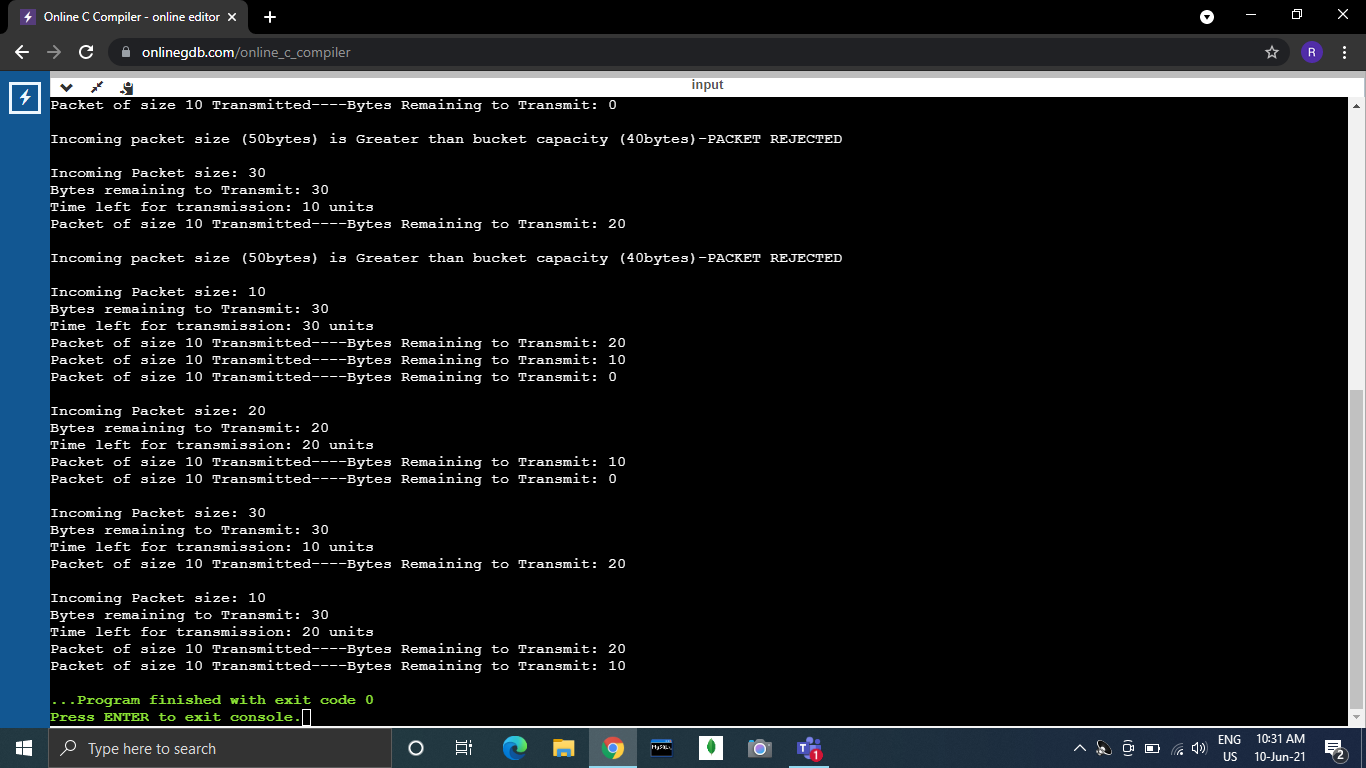 Online C Compiler - online editor
onlinegdb.com/online_c_compiler
R
input
Packet of size 10 Transmitted----Bytes Remaining to Transmit: 0
Incoming packet size (50bytes) is Greater than bucket capacity (40bytes)-PACKET REJECTED
Incoming Packet size: 30
Bytes remaining to Transmit: 30
Time left for transmission: 10 units
Packet of size 10 Transmitted----Bytes Remaining to Transmit: 20
Incoming packet size (50bytes) is Greater than bucket capacity (40bytes)-PACKET REJECTED
Incoming Packet size: 10
Bytes remaining to Transmit: 30
Time left for transmission: 30 units
Packet of size 10 Transmitted----Bytes Remaining to Transmit: 20
Packet of size 10 Transmitted----Bytes Remaining to Transmit: 10
Packet of size 10 Transmitted----Bytes Remaining to Transmit: 0
Incoming Packet size: 20
Bytes remaining to Transmit: 20
Time left for transmission: 20 units
Packet of size 10 Transmitted----Bytes Remaining to Transmit: 10
Packet of size 10 Transmitted----Bytes Remaining to Transmit: 0
Incoming Packet size: 30
Bytes remaining to Transmit: 30
Time left for transmission: 10 units
Packet of size 10 Transmitted----Bytes Remaining to Transmit: 20
Incoming Packet size: 10
Bytes remaining to Transmit: 30
Time left for transmission: 20 units
Packet of size 10 Transmitted----Bytes Remaining to Transmit: 20
Packet of size 10 Transmitted----Bytes Remaining to Transmit: 10
...Program finished with exit code 0
Press ENTER to exit console.
Type here to search
1
ENG
US
10:31 AM
10-Jun-21
2